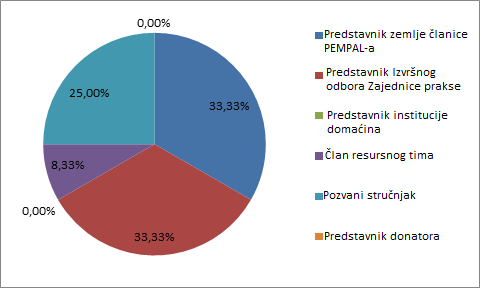 0,00%
33,33%
33,33%
0,00%
8,33%
25,00%
Predstavnik zemlje članice
PEMPAL-a
Predstavnik Izvršnog
odbora Zajednice prakse
Predstavnik institucije
domaćina
Član resursnog tima
Pozvani stručnjak
Predstavnik donatora